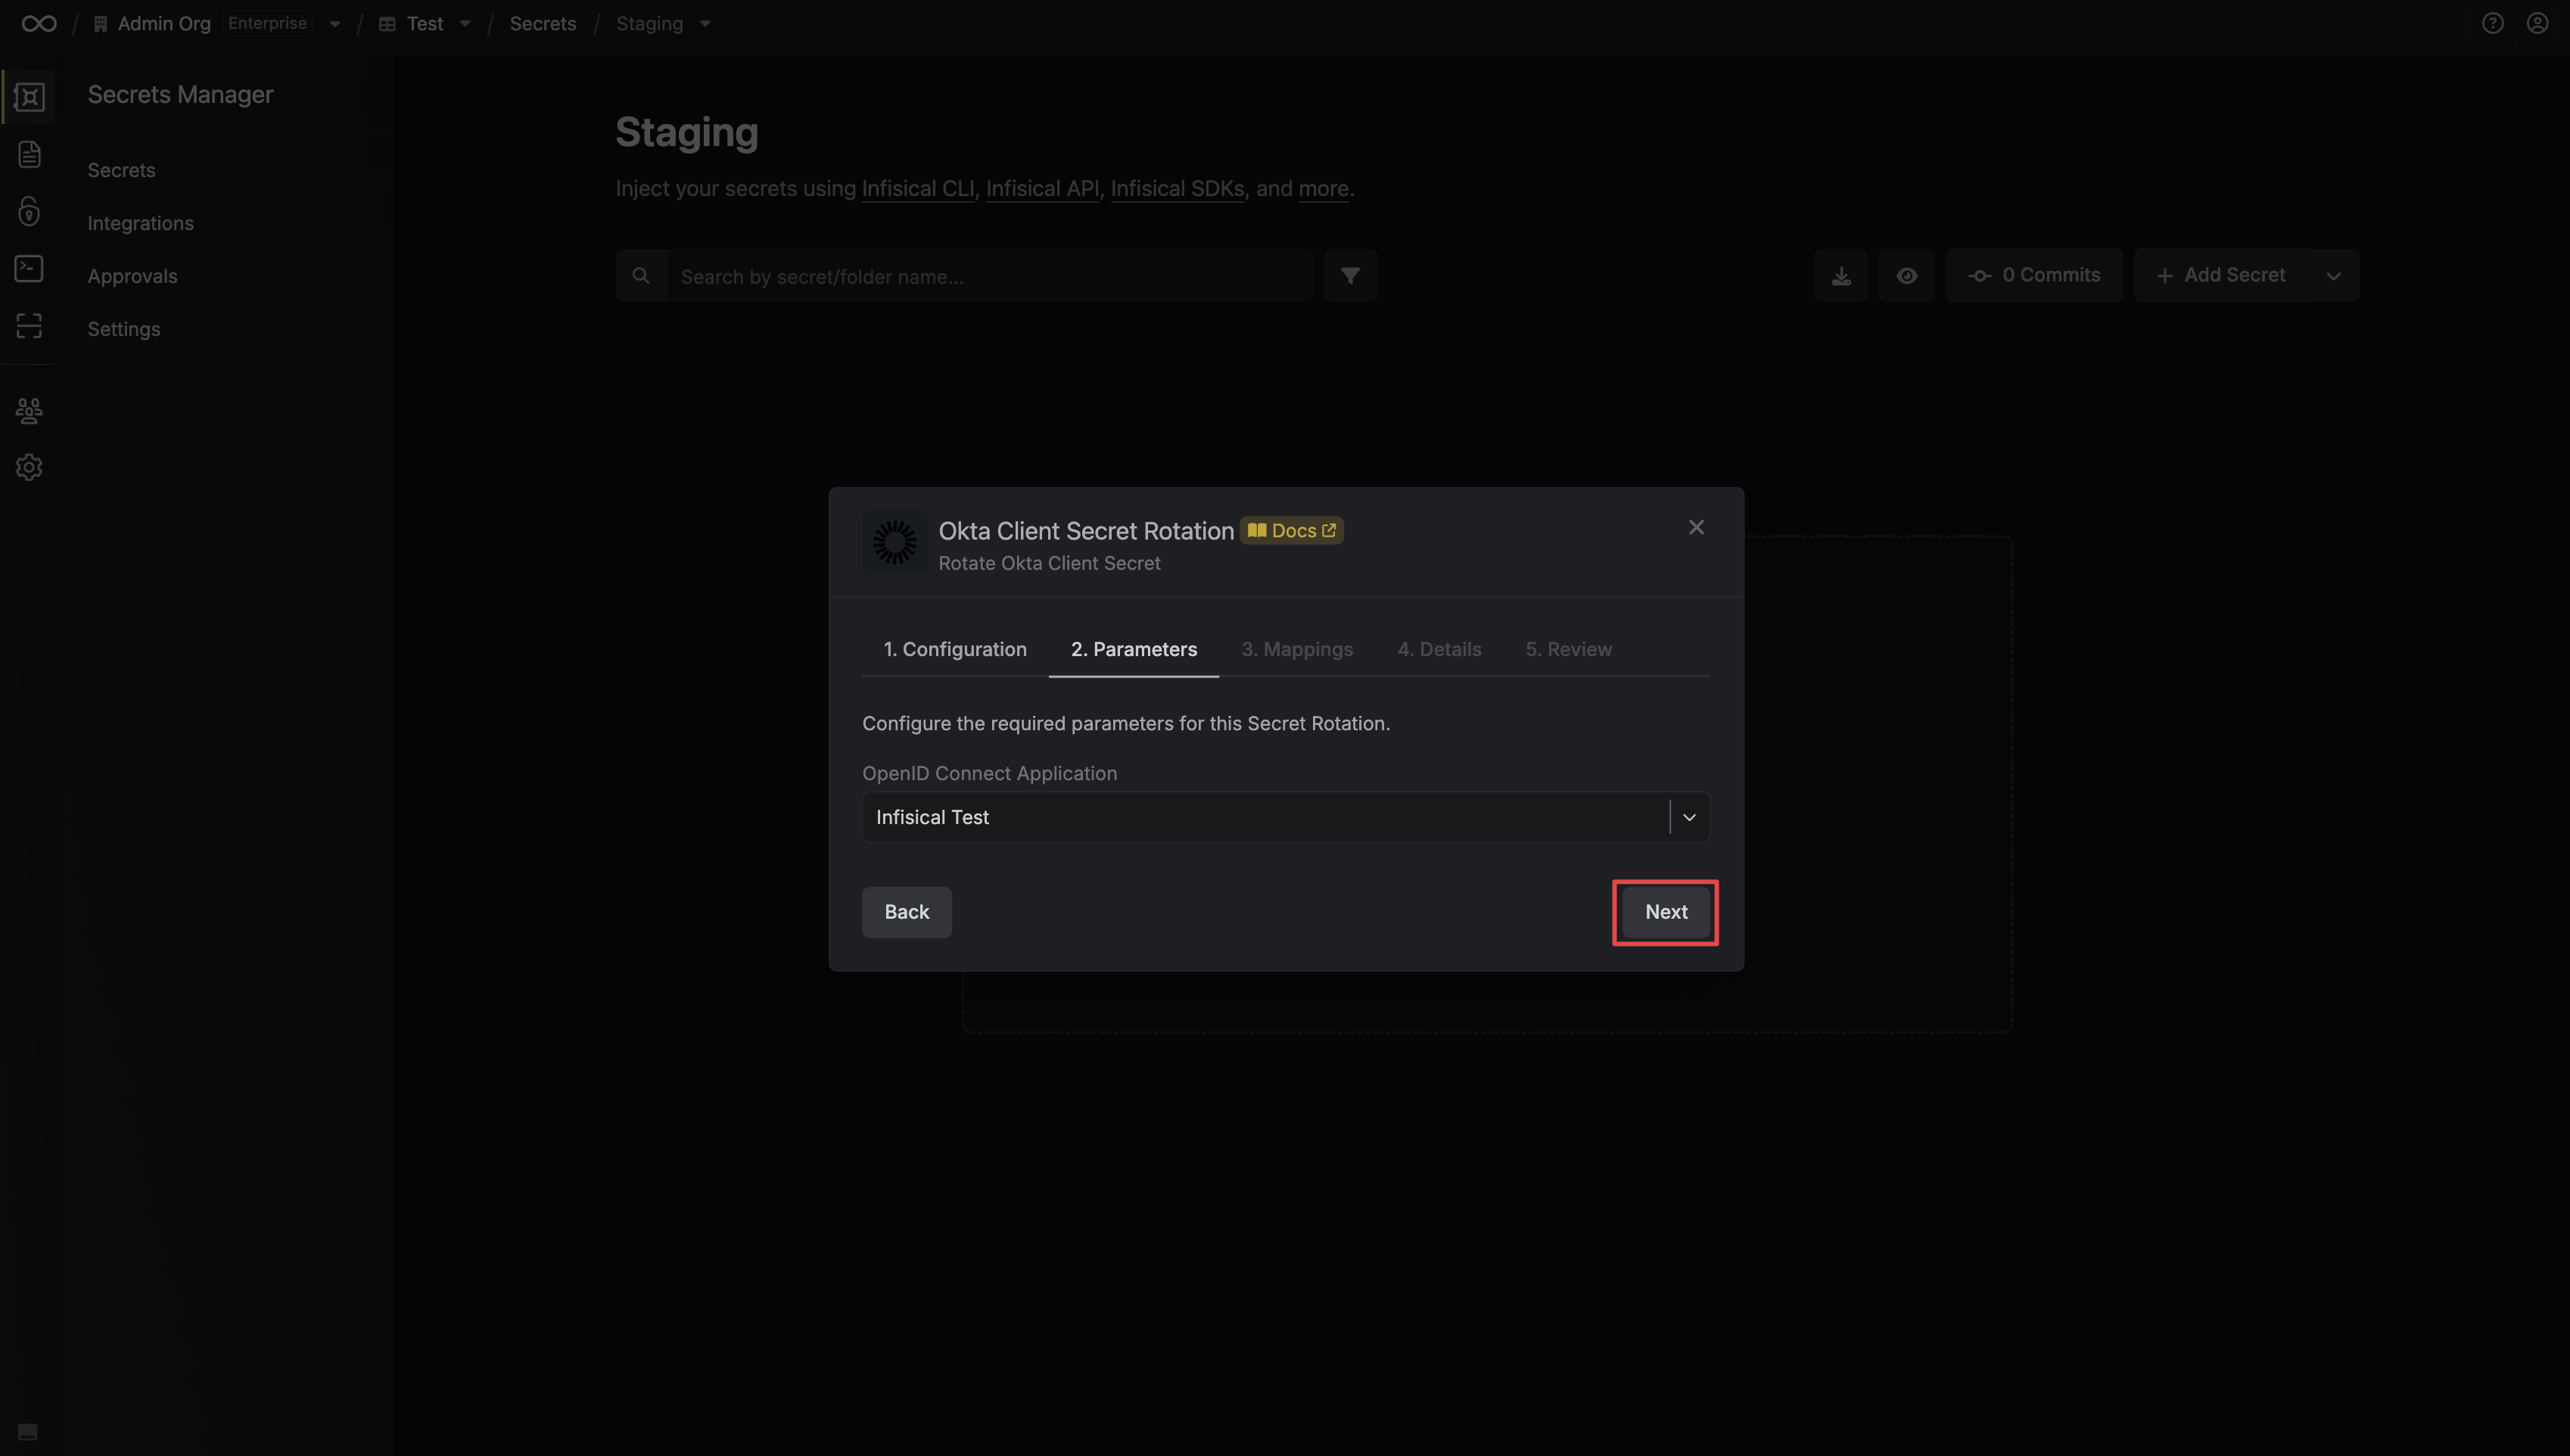 Admin Org Enterprise / Test / Secrets / Staging
Secrets Manager
Secrets
Integrations
Approvals
Settings
Staging
Inject your secrets using Infisical CLI, Infisical API, Infisical SDKs, and more.
Search by secret/folder name...
0 Commits
Add Secret
Okta Client Secret Rotation Docs
Rotate Okta Client Secret
1. Configuration 2. Parameters 3. Mappings 4. Details 5. Review
Configure the required parameters for this Secret Rotation.
OpenID Connect Application
Infisical Test
Back Next